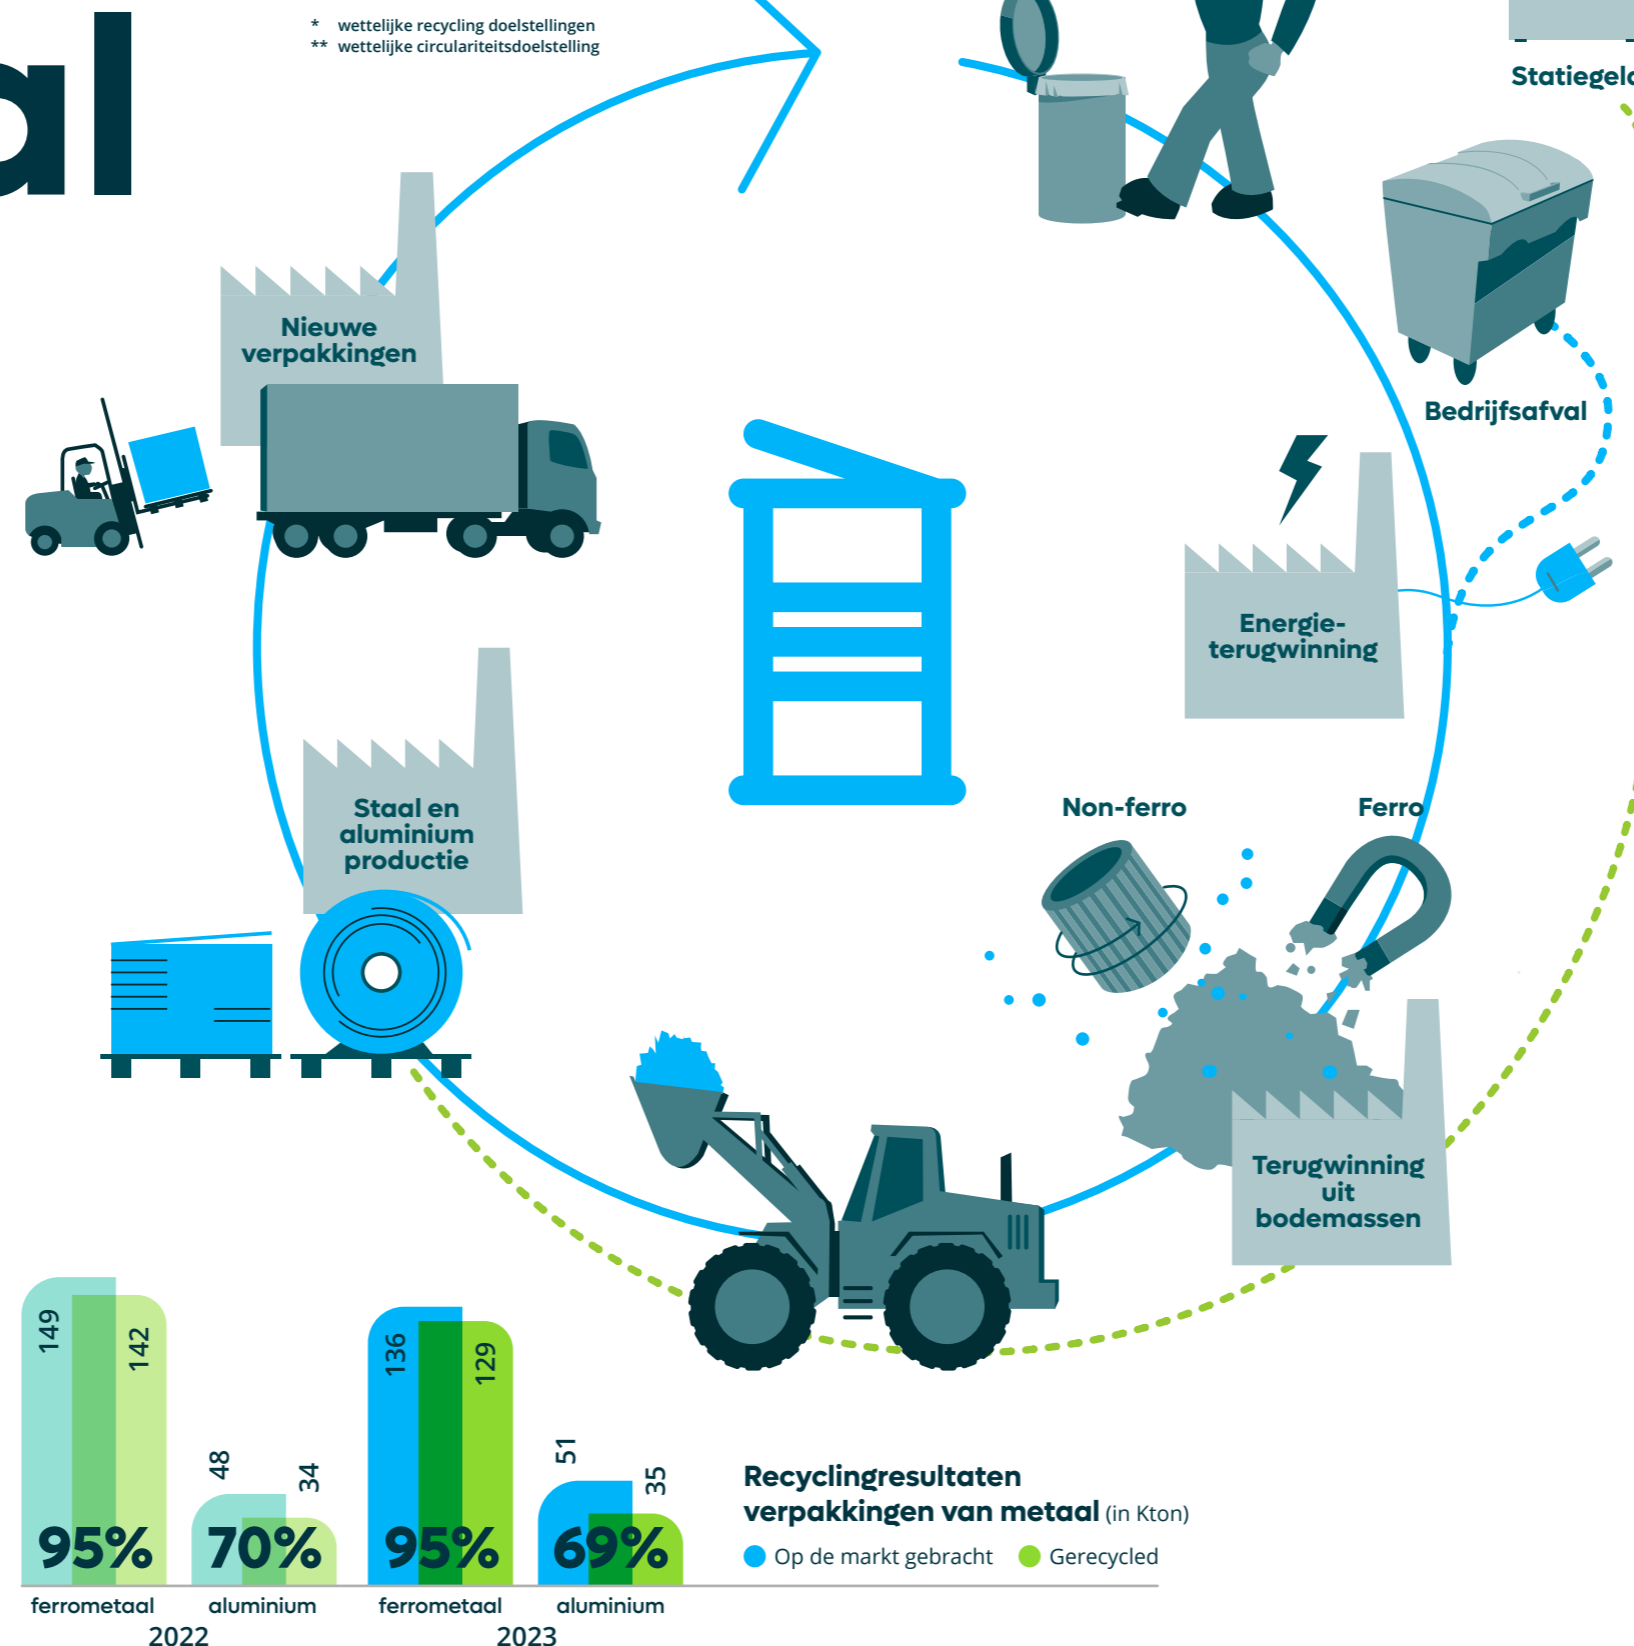 al
* wettelijke recycling doelstellingen
** wettelijke circulariteitsdoelstelling
Nieuwe
verpakkingen
Bedrijfsafval
Energie-
terugwinning
Staal en
aluminium
productie
Non-ferro
Ferro
Terugwinning
uit
bodemassen
149
142
48
34
136
129
51
35
95%
70%
95%
69%
ferrometaal
aluminium
ferrometaal
aluminium
2022
2023
Recyclingresultaten
verpakkingen van metaal (in Kton)
Op de markt gebracht
Gerecycled